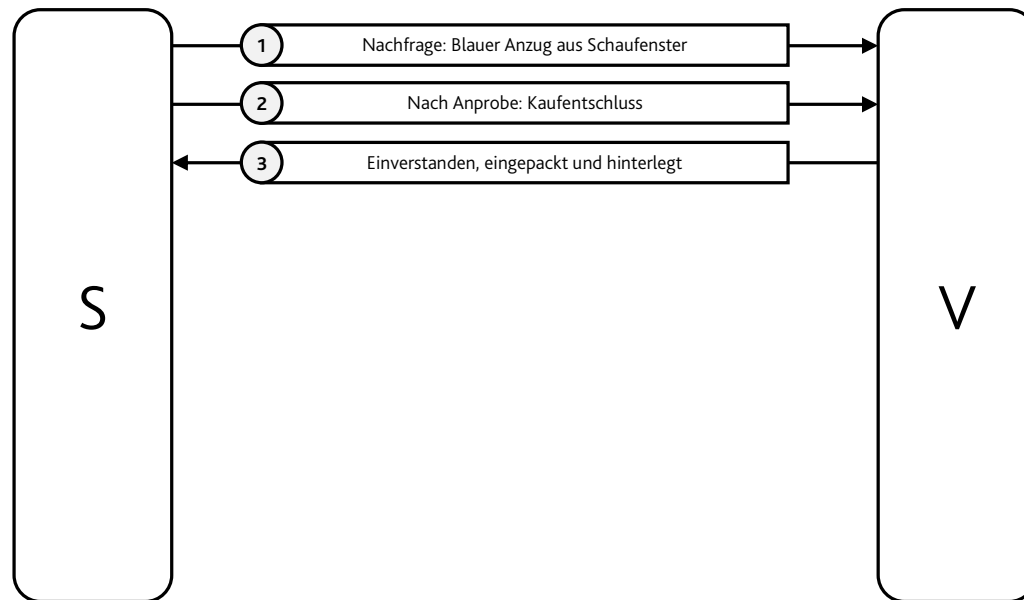 1 Nachfrage: Blauer Anzug aus Schaufenster
2 Nach Anprobe: Kaufentschluss
3 Einverstanden, eingepackt und hinterlegt
S
V